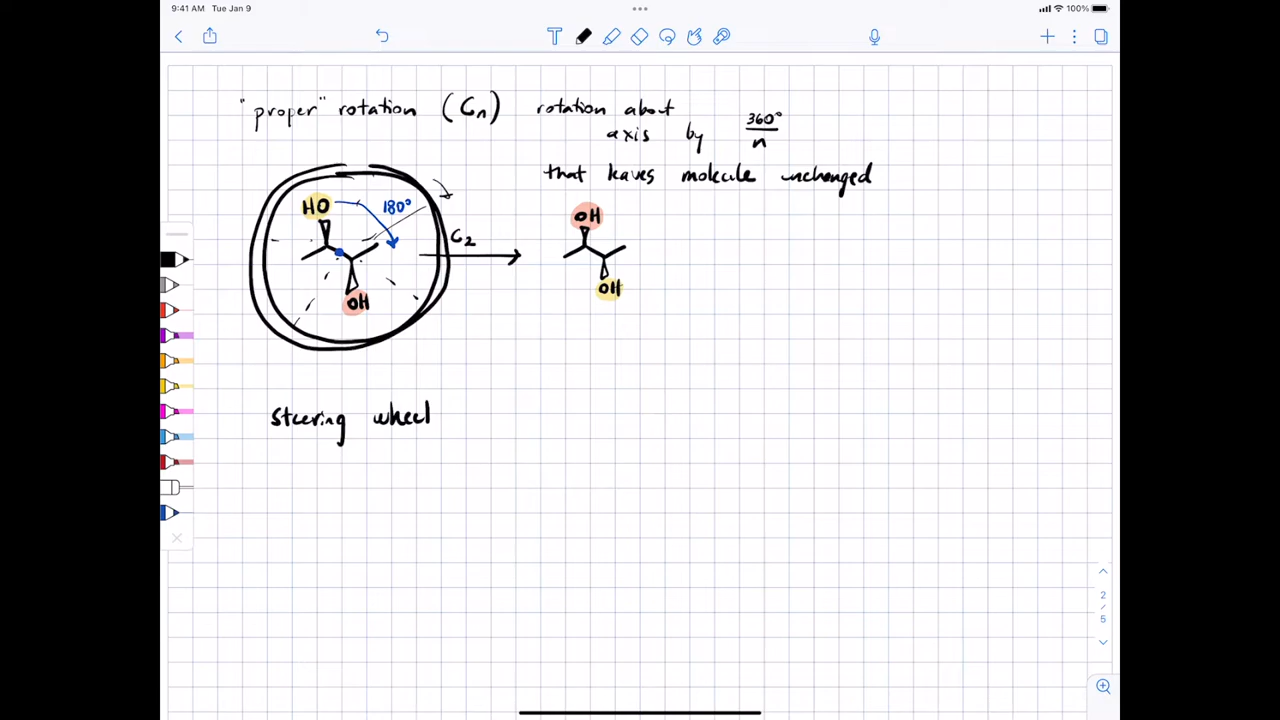 9:41 AM Tue Jan 9
100%
"proper" rotation (Cn) rotation about
axis by 360°
n
that leaves molecule unchanged
HO
180°
OH
C2
OH
OH
steering wheel
2
/
5